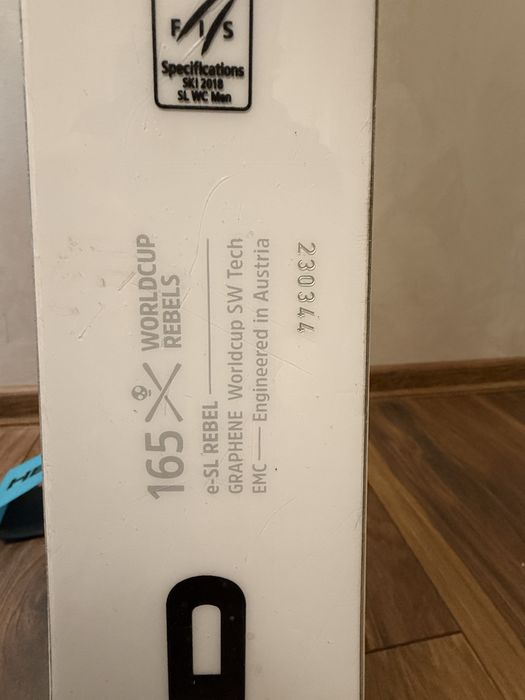 F I S
Specifications
SKI 2018
SL WC Men
165 WORLDCUP
REBELS
e-SL REBEL
GRAPHENE Worldcup SW Tech
EMC — Engineered in Austria
230344